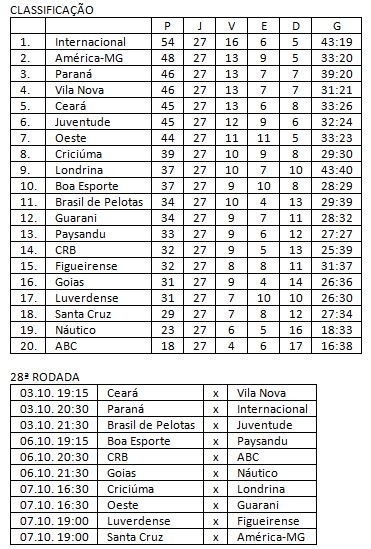 CLASSIFICAÇÃO
P J V E D G
1. Internacional 54 27 16 6 5 43:19
2. América-MG 48 27 13 9 5 33:20
3. Paraná 46 27 13 7 7 39:20
4. Vila Nova 46 27 13 7 7 31:21
5. Ceará 45 27 13 6 8 33:26
6. Juventude 45 27 12 9 6 32:24
7. Oeste 44 27 11 11 5 33:23
8. Criciúma 39 27 10 9 8 29:30
9. Londrina 37 27 10 7 10 43:40
10. Boa Esporte 37 27 9 10 8 28:29
11. Brasil de Pelotas 34 27 10 4 13 29:39
12. Guarani 34 27 9 7 11 28:32
13. Paysandu 33 27 9 6 12 27:27
14. CRB 32 27 9 5 13 25:39
15. Figueirense 32 27 8 8 11 31:37
16. Goias 31 27 9 4 14 26:36
17. Luverdense 31 27 7 10 10 26:30
18. Santa Cruz 29 27 7 8 12 27:34
19. Náutico 23 27 6 5 16 18:33
20. ABC 18 27 4 6 17 16:38
28ª RODADA
03.10. 19:15 Ceará x Vila Nova
03.10. 20:30 Paraná x Internacional
03.10. 21:30 Brasil de Pelotas x Juventude
06.10. 19:15 Boa Esporte x Paysandu
06.10. 20:30 CRB x ABC
06.10. 21:30 Goias x Náutico
07.10. 16:30 Criciúma x Londrina
07.10. 16:30 Oeste x Guarani
07.10. 19:00 Luverdense x Figueirense
07.10. 19:00 Santa Cruz x América-MG